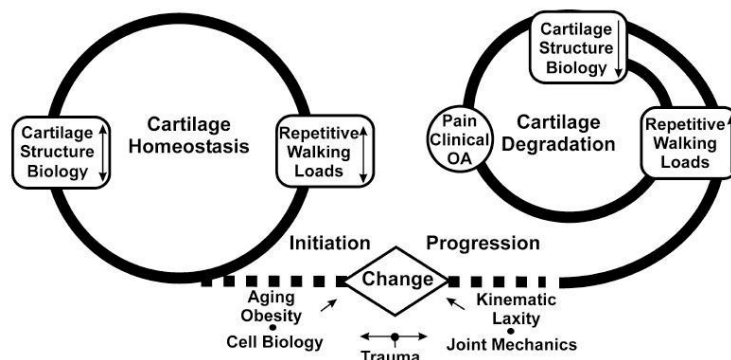 Cartilage
Structure
Biology
Cartilage
Homeostasis
Repetitive
Walking
Loads
Cartilage
Structure
Biology
Pain
Clinical
OA
Cartilage
Degradation
Repetitive
Walking
Loads
Initiation
Progression
Change
Aging
Obesity
Cell Biology
Kinematic
Laxity
Joint Mechanics
Trauma